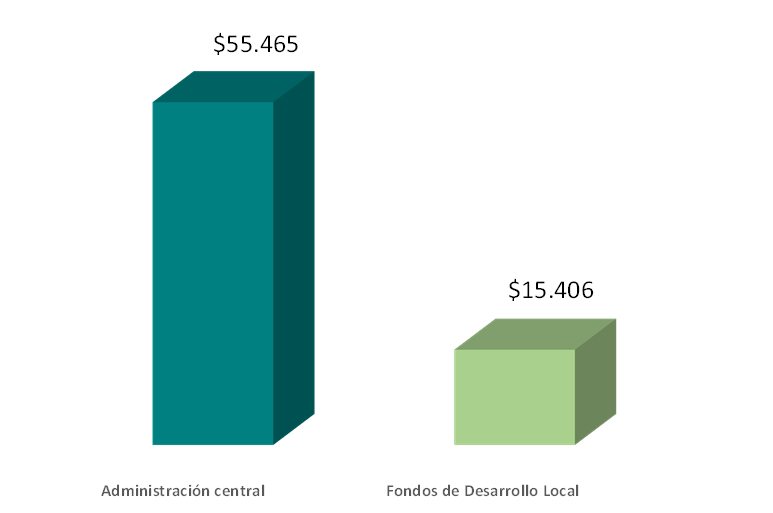 $55.465
$15.406
Administración central
Fondos de Desarrollo Local